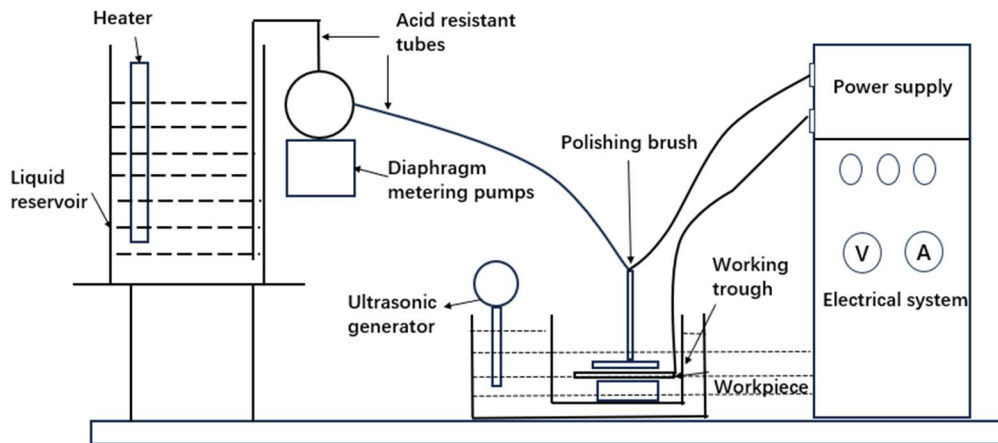 Heater
Acid resistant
tubes
Power supply
Polishing brush
Diaphragm
metering pumps
Liquid
reservoir
V
A
Working
trough
Ultrasonic
generator
Electrical system
Workpiece